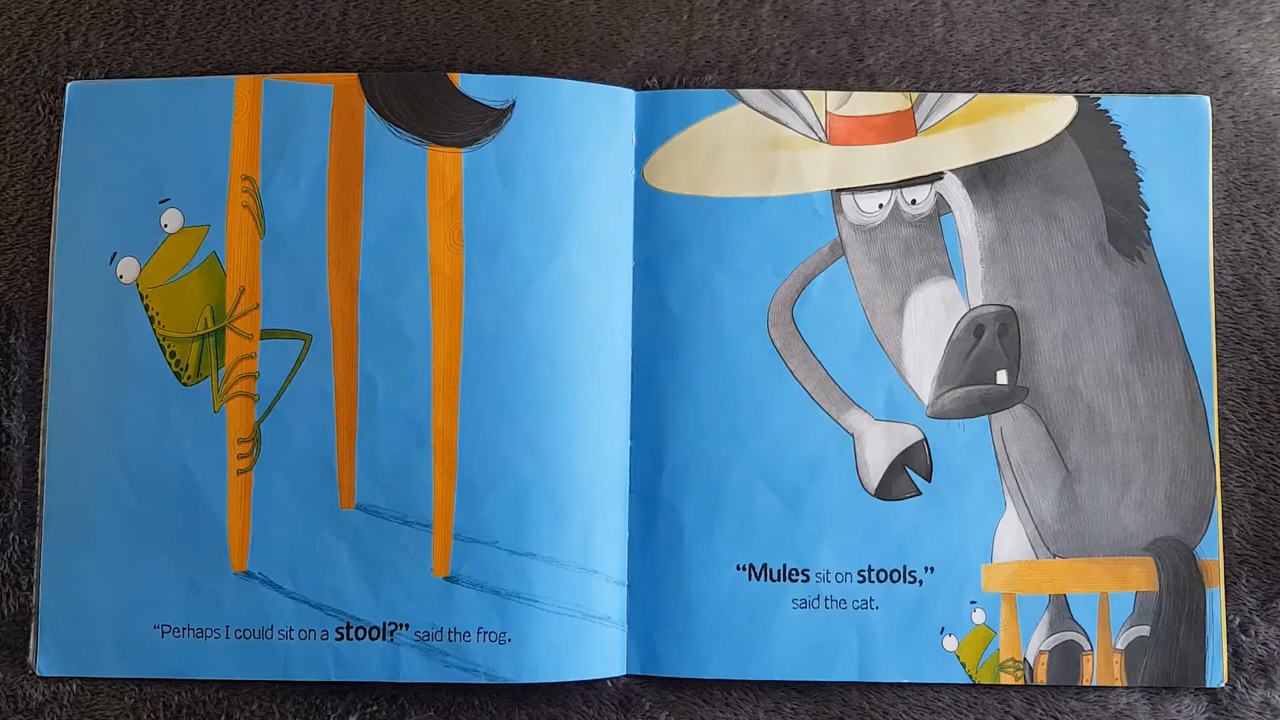 “Perhaps I could sit on a stool?” said the frog.
“Mules sit on stools,”
said the cat.